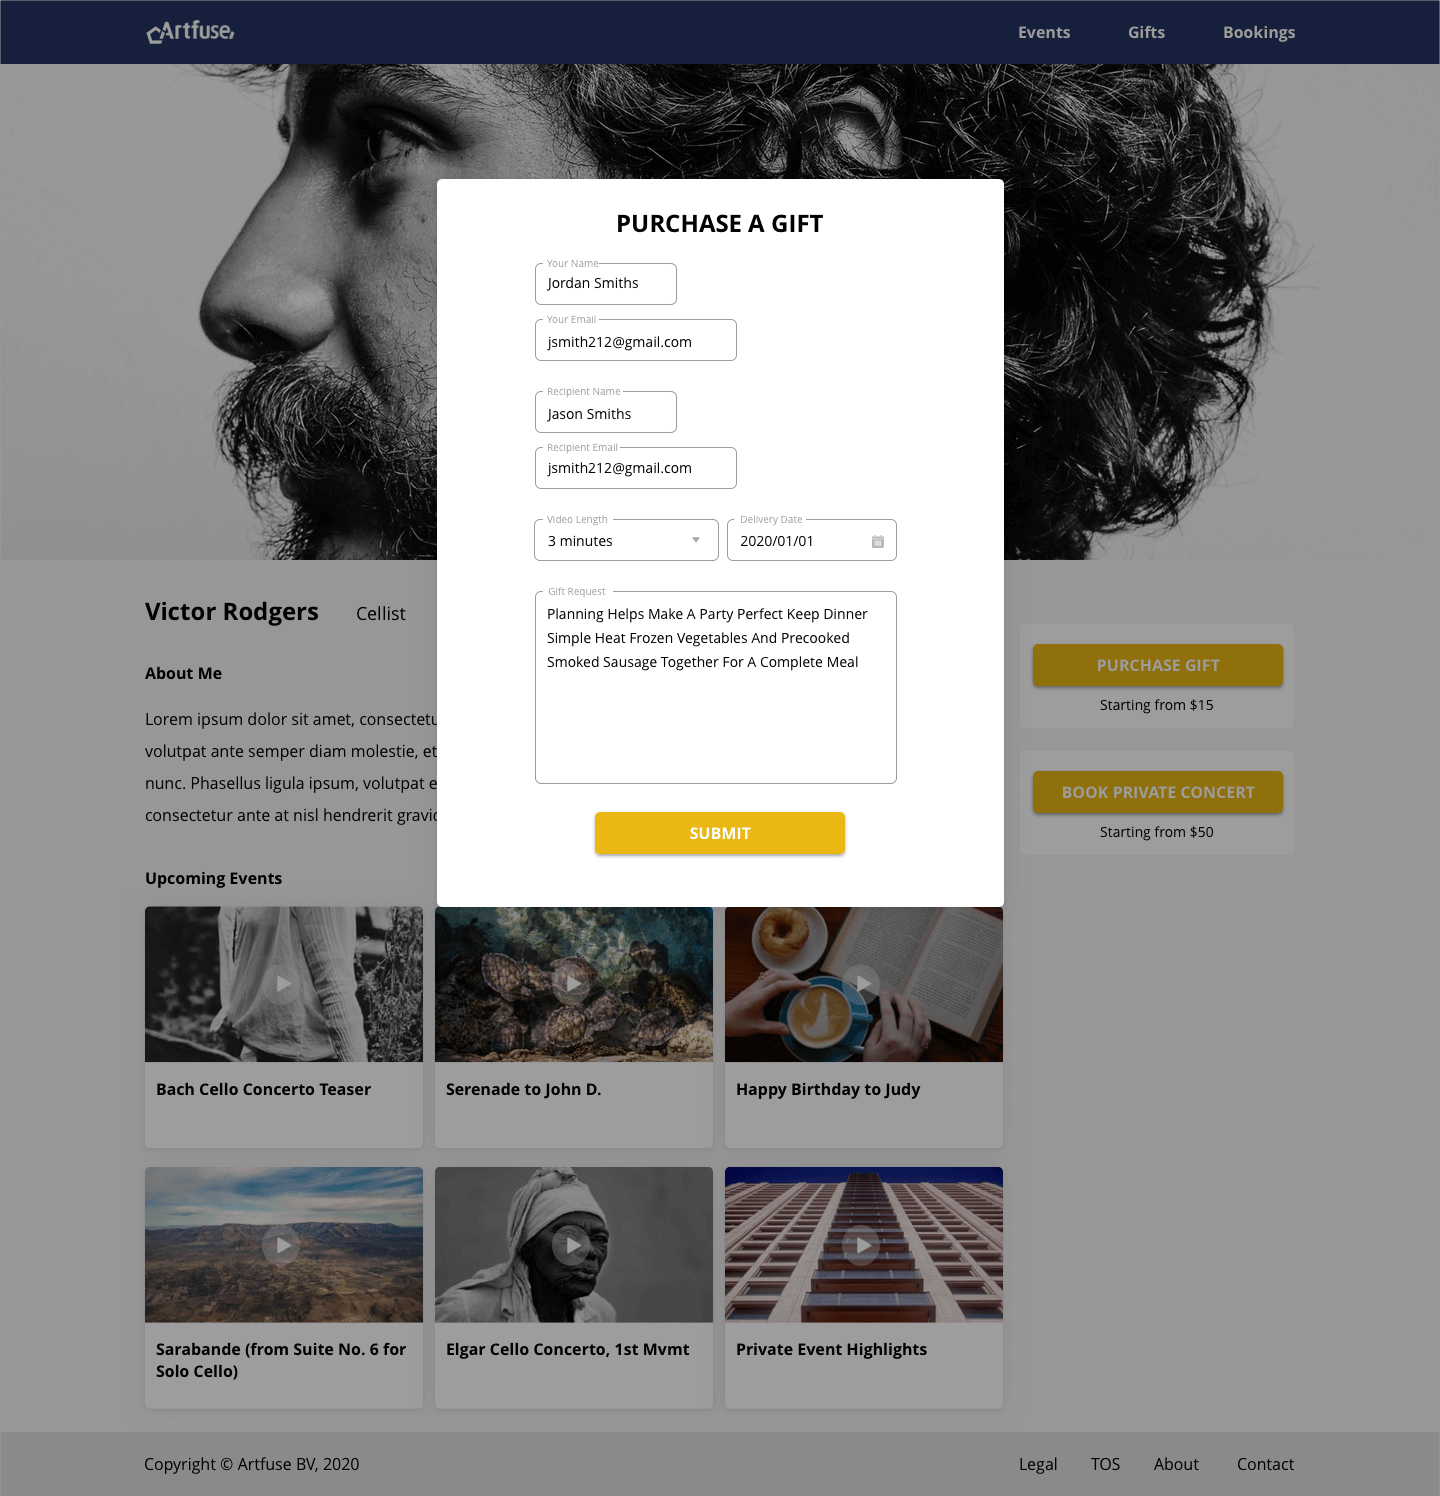 Artfuse
Events
Gifts
Bookings
PURCHASE A GIFT
Your Name
Jordan Smiths
Your Email
jsmith212@gmail.com
Recipient Name
Jason Smiths
Recipient Email
jsmith212@gmail.com
Video Length
3 minutes
Delivery Date
2020/01/01
Gift Request
Planning Helps Make A Party Perfect Keep Dinner
Simple Heat Frozen Vegetables And Precooked
Smoked Sausage Together For A Complete Meal
SUBMIT
Victor Rodgers
Cellist
About Me
Lorem ipsum dolor sit amet,
volutpat ante semper diam molestie,
nunc. Phasellus ligula ipsum, volutpat
consectetur ante at nisl hendrerit
PURCHASE GIFT
Starting from $15
BOOK PRIVATE CONCERT
Starting from $50
Upcoming Events
Bach Cello Concerto Teaser
Serenade to John D.
Happy Birthday to Judy
Sarabande (from Suite No. 6 for
Solo Cello)
Elgar Cello Concerto, 1st Mvmt
Private Event Highlights
Copyright © Artfuse BV, 2020
Legal
TOS
About
Contact